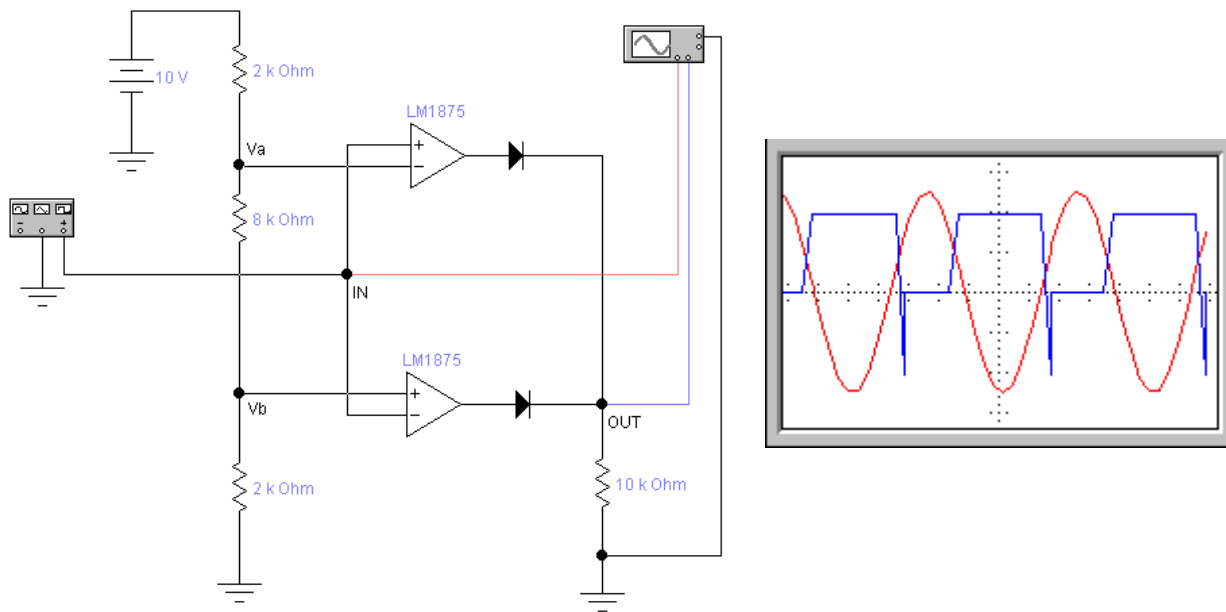 10 V
2 k Ohm
LM1875
Va
8 k Ohm
IN
LM1875
Vb
OUT
2 k Ohm
10 k Ohm